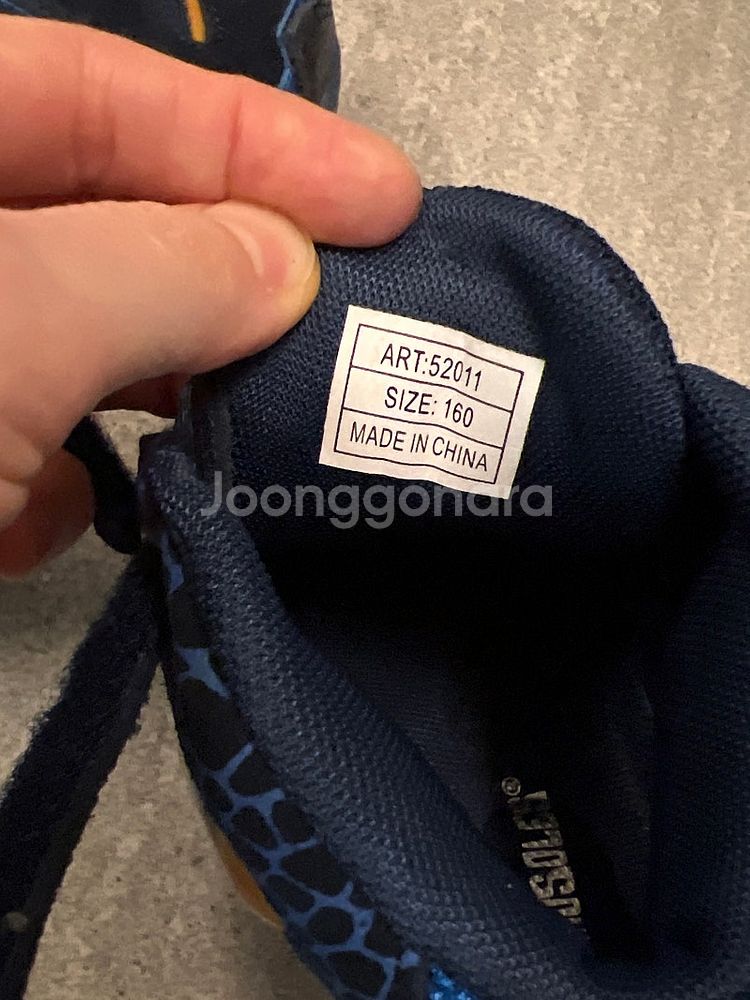 ART:52011
SIZE: 160
MADE IN CHINA
Joonggonara